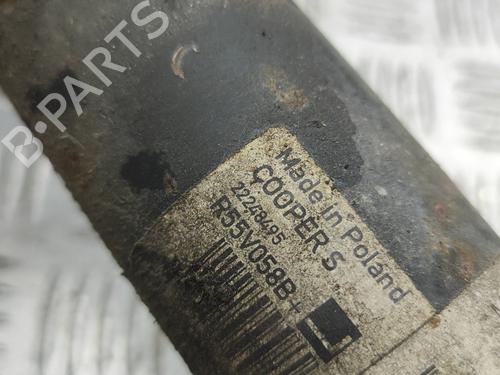 B-PARTS
Made In Poland
COOPER S
22248495
R55V058B+